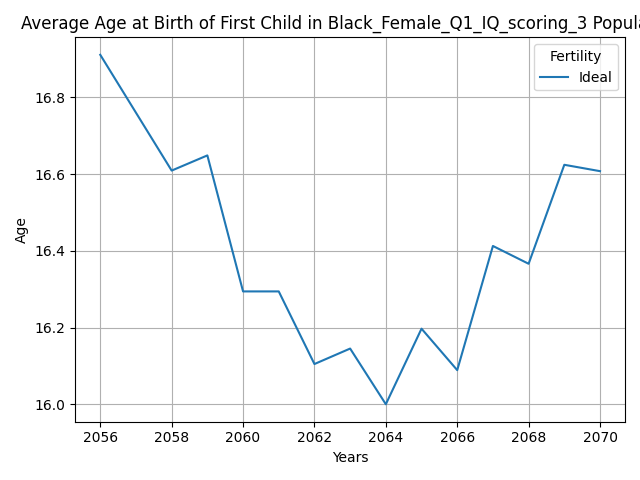 Average Age at Birth of First Child in Black_Female_Q1_IQ_scoring_3
Fertility
Ideal
Age
16.8
16.6
16.4
16.2
16.0
2056 2058 2060 2062 2064 2066 2068 2070
Years